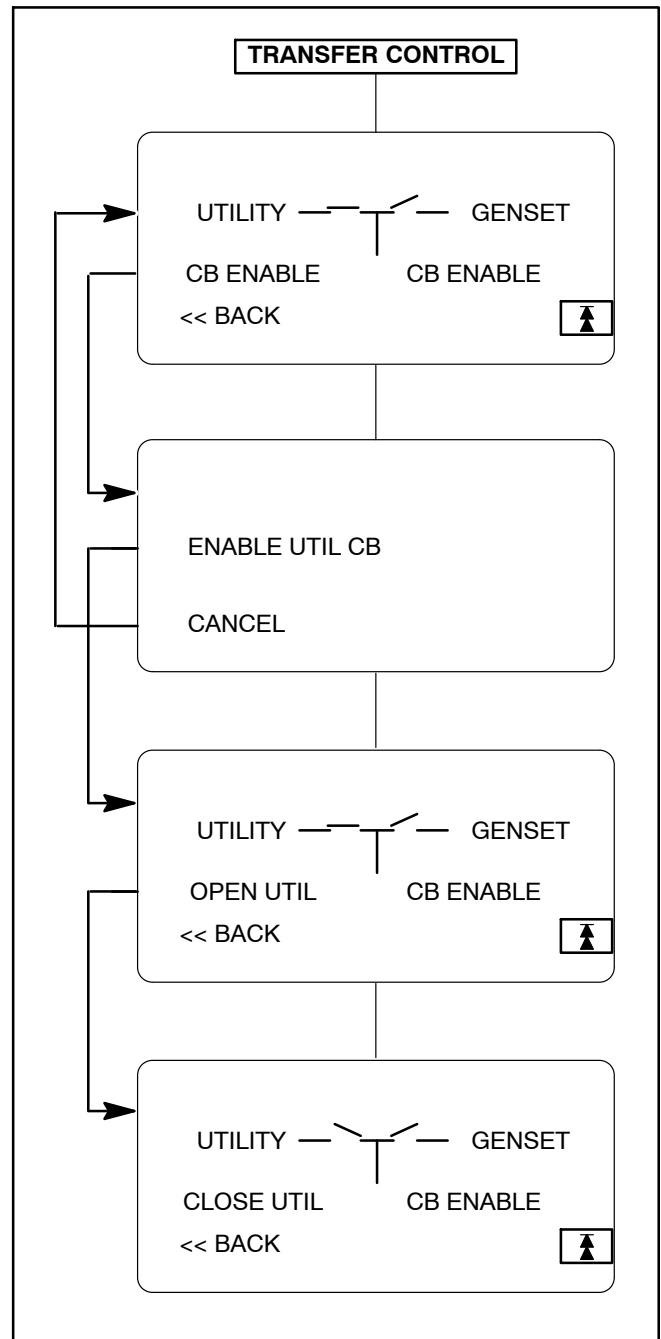 TRANSFER CONTROL
UTILITY GENSET
CB ENABLE CB ENABLE
<< BACK
ENABLE UTIL CB
CANCEL
UTILITY GENSET
OPEN UTIL CB ENABLE
<< BACK
UTILITY GENSET
CLOSE UTIL CB ENABLE
<< BACK